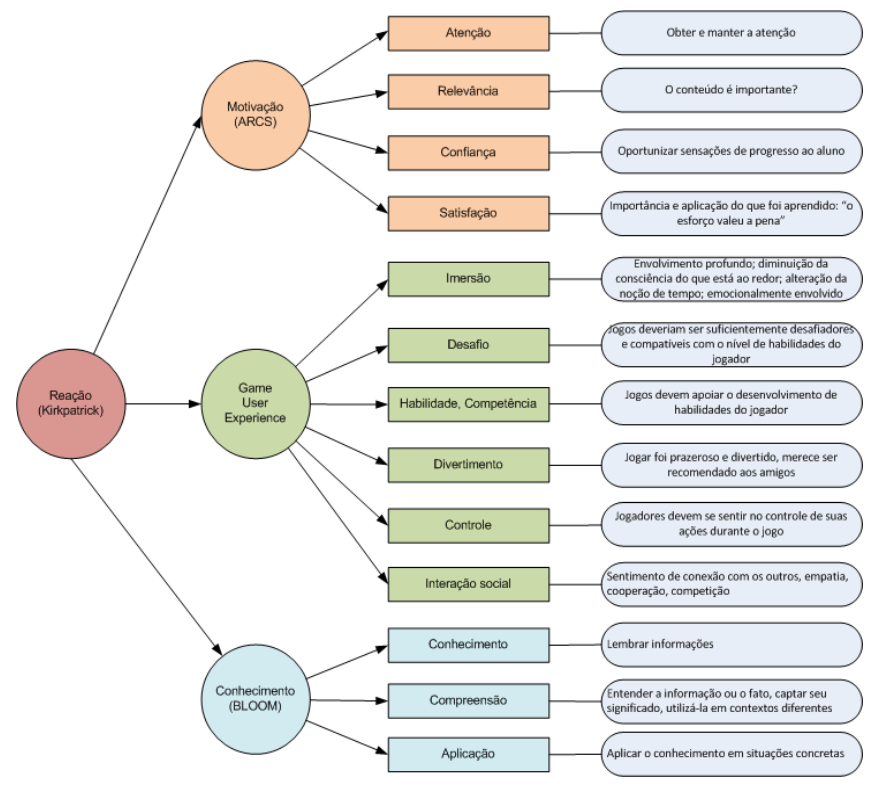 Reação
(Kirkpatrick)
Motivação
(ARCS)
Atenção
Obter e manter a atenção
Relevância
O conteúdo é importante?
Confiança
Oportunizar sensações de progresso ao aluno
Satisfação
Importância e aplicação do que foi aprendido: “o
esforço valeu a pena”
Game
User
Experience
Imersão
Envolvimento profundo; diminuição da
consciência do que está ao redor; alteração da
noção de tempo; emocionalmente envolvido
Desafio
Jogos deveriam ser suficientemente desafiadores
e compatíveis com o nível de habilidades do
jogador
Habilidade, Competência
Jogos devem apoiar o desenvolvimento de
habilidades do jogador
Divertimento
Jogar foi prazeroso e divertido, merece ser
recomendado aos amigos
Controle
Jogadores devem se sentir no controle de suas
ações durante o jogo
Interação social
Sentimento de conexão com os outros, empatia,
cooperação, competição
Conhecimento
(BLOOM)
Conhecimento
Lembrar informações
Compreensão
Entender a informação ou o fato, captar seu
significado, utilizá-la em contextos diferentes
Aplicação
Aplicar o conhecimento em situações concretas